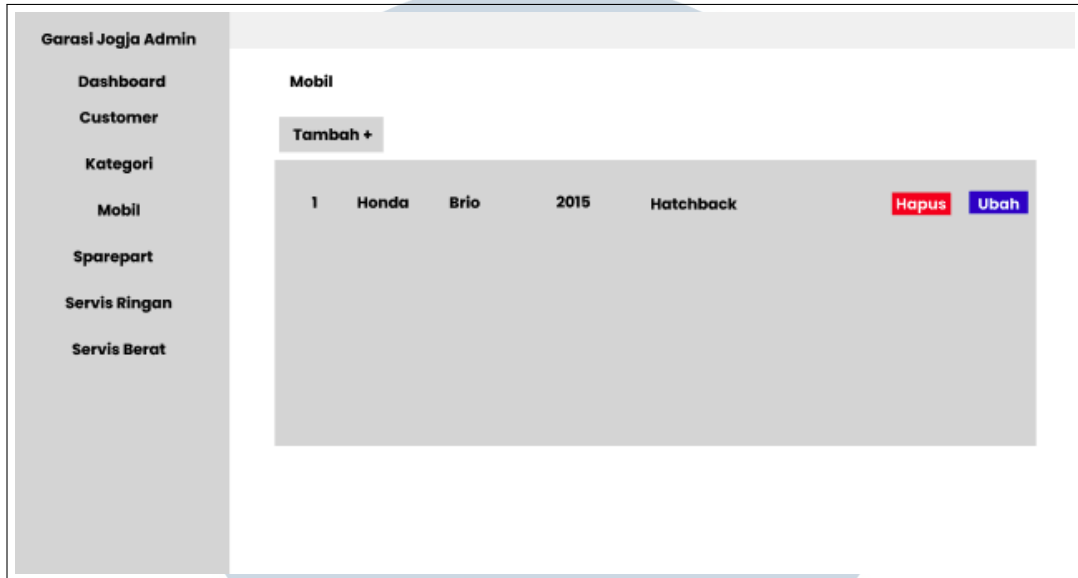 Garasi Jogja Admin
Dashboard
Customer
Kategori
Mobil
Sparepart
Servis Ringan
Servis Berat
Mobil
Tambah +
1 Honda Brio 2015 Hatchback Hapus Ubah